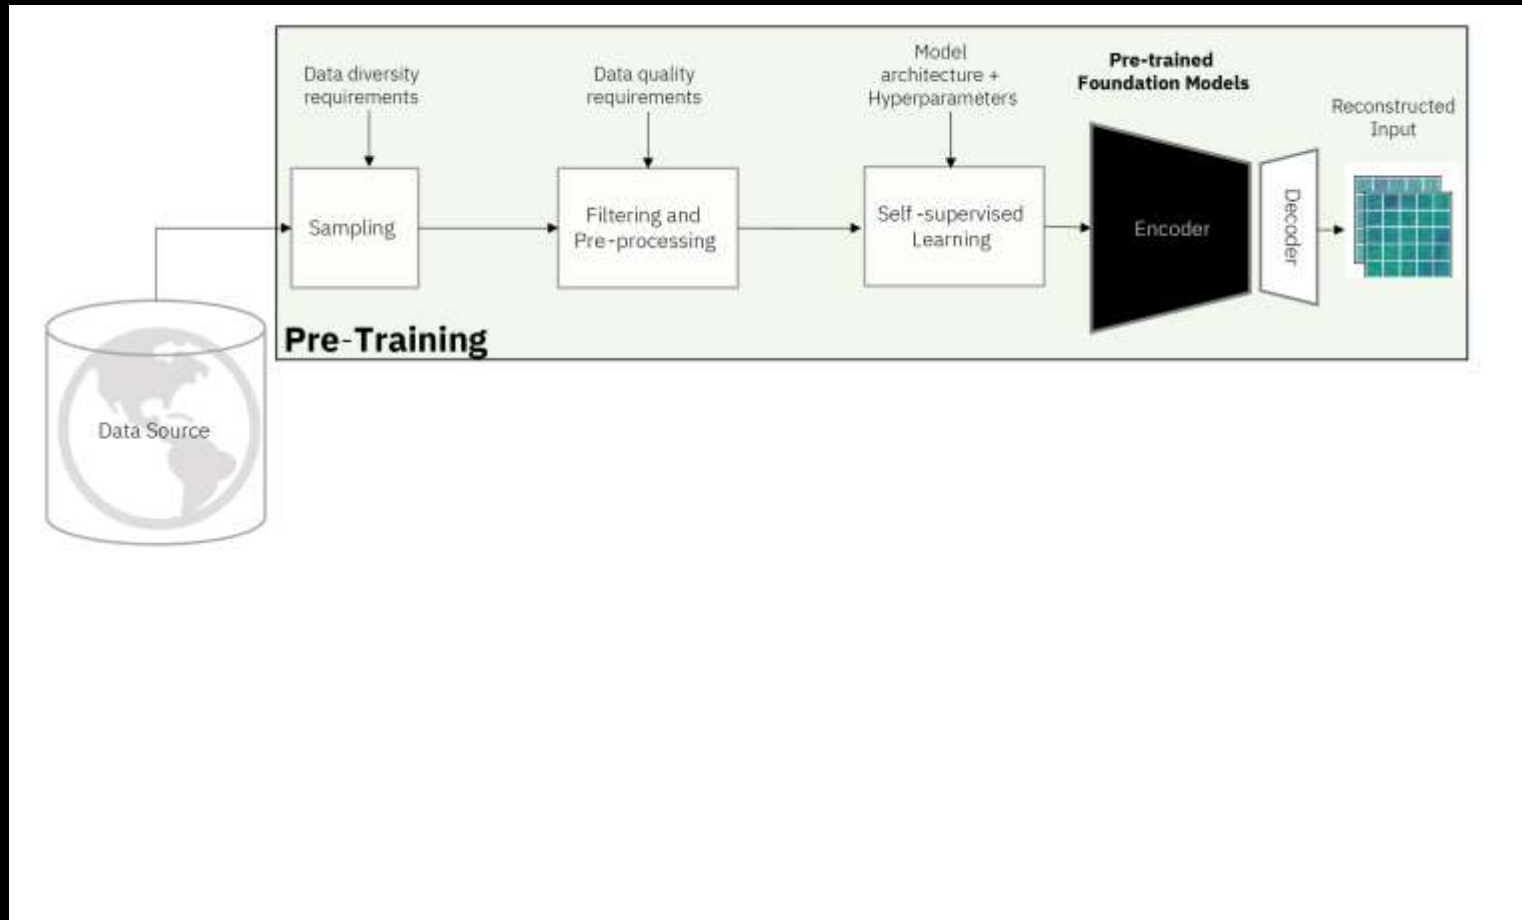 Data diversity
requirements
Data quality
requirements
Model
architecture +
Hyperparameters
Pre-trained
Foundation Models
Reconstructed
Input
Sampling
Filtering and
Pre-processing
Self-supervised
Learning
Encoder
Decoder
Pre-Training
Data Source